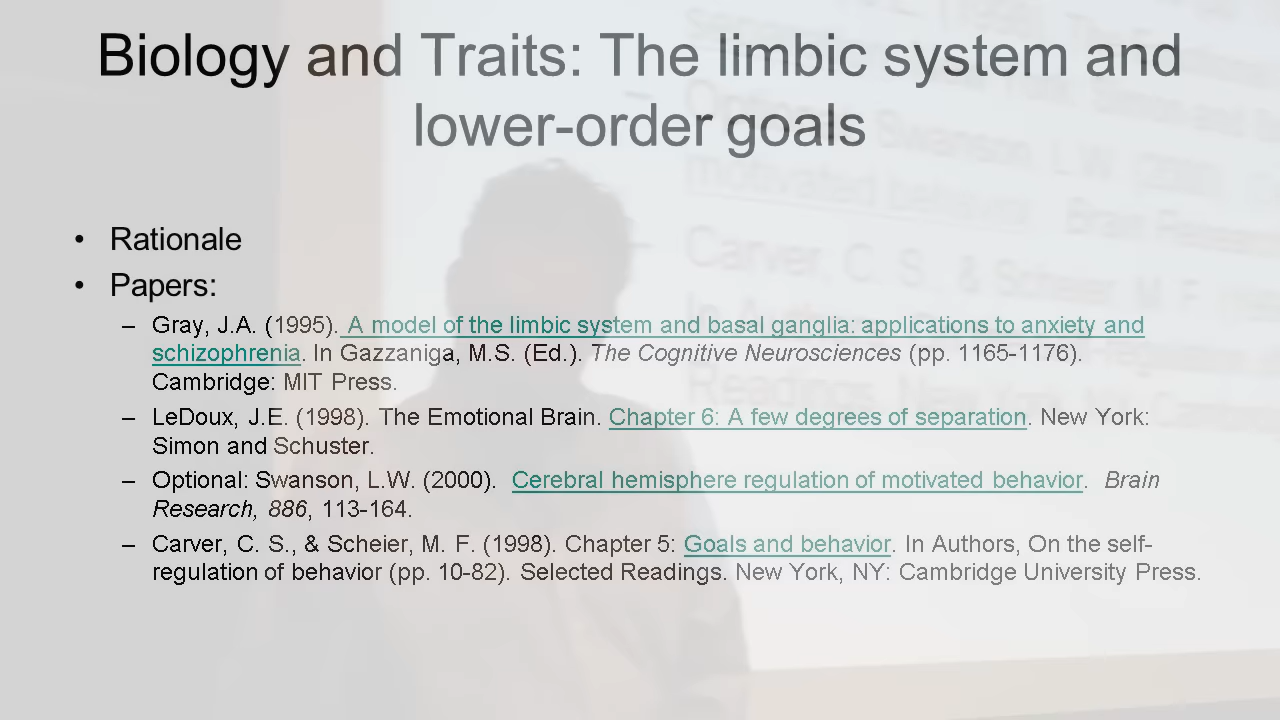 Biology and Traits: The limbic system and
lower-order goals
• Rationale
• Papers:
– Gray, J.A. (1995). A model of the limbic system and basal ganglia: applications to anxiety and
schizophrenia. In Gazzaniga, M.S. (Ed.). The Cognitive Neurosciences (pp. 1165-1176).
Cambridge: MIT Press.
– LeDoux, J.E. (1998). The Emotional Brain. Chapter 6: A few degrees of separation. New York:
Simon and Schuster.
– Optional: Swanson, L.W. (2000).  Cerebral hemisphere regulation of motivated behavior.  Brain
Research, 886, 113-164.
– Carver, C. S., & Scheier, M. F. (1998). Chapter 5: Goals and behavior. In Authors, On the self-
regulation of behavior (pp. 10-82). Selected Readings. New York, NY: Cambridge University Press.